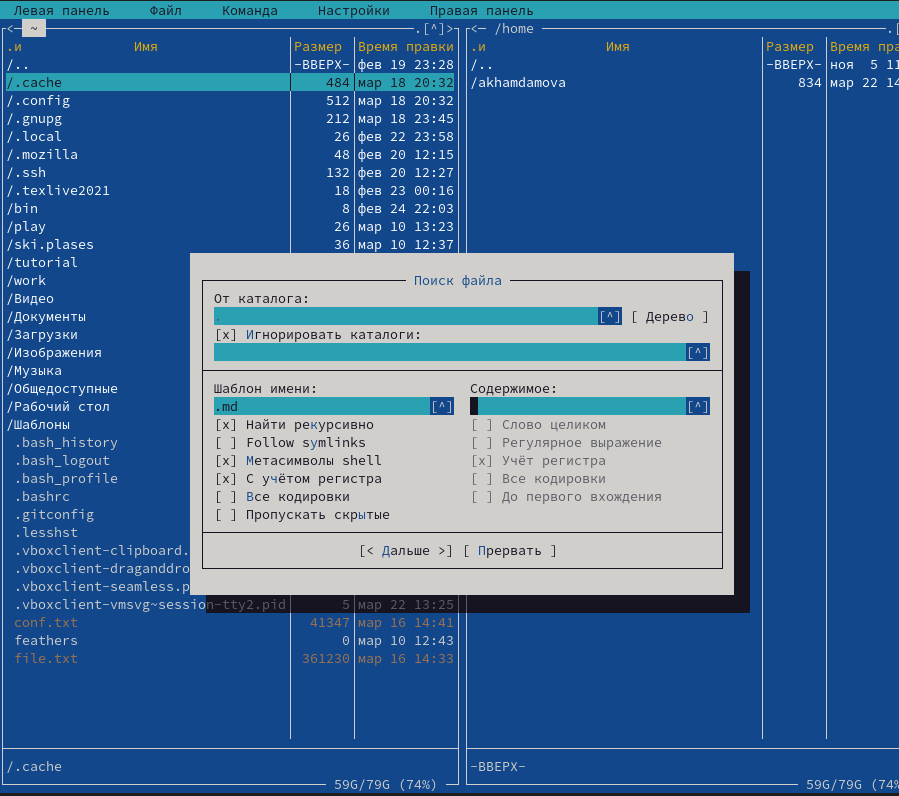 Левая панель Файл Команда Настройки Правая панель
<— ~ .[^]> <— /home .[
.и Имя Размер Время правки .и Имя Размер Время пра
/.. -ВВЕРХ- фев 19 23:28 /.. -ВВЕРХ- ноя 5 11
/.cache 484 мар 18 20:32 /akhamdamova 834 мар 22 14
/.config 512 мар 18 20:32
/.gnupg 212 мар 18 23:45
/.local 26 фев 22 23:58
/.mozilla 48 фев 20 12:15
/.ssh 132 фев 20 12:27
/.texlive2021 18 фев 23 00:16
/bin 8 фев 24 22:03
/play 26 мар 10 13:23
/ski.plases 36 мар 10 12:37
/tutorial
/work
/Видео
/Документы
/Загрузки
/Изображения
/Музыка
/Общедоступные
/Рабочий стол
/Шаблоны
.bash_history
.bash_logout
.bash_profile
.bashrc
.gitconfig
.lesshst
.vboxclient-clipboard.
.vboxclient-draganddro
.vboxclient-seamless.p
.vboxclient-vmsvg~session-tty2.pid 5 мар 22 13:25
conf.txt 41347 мар 16 14:41
feathers 0 мар 10 12:43
file.txt 361230 мар 16 14:33
/.cache -ВВЕРХ-
59G/79G (74%) 59G/79G (74%
Поиск файла
От каталога:
. [^] [ Дерево ]
[x] Игнорировать каталоги:
[^]
Шаблон имени: Содержимое:
.md [^] [^]
[x] Найти рекурсивно [ ] Слово целиком
[ ] Follow symlinks [ ] Регулярное выражение
[x] Метасимволы shell [x] Учёт регистра
[x] С учётом регистра [ ] Все кодировки
[ ] Все кодировки [ ] До первого вхождения
[ ] Пропускать скрытые
[< Дальше >] [ Прервать ]